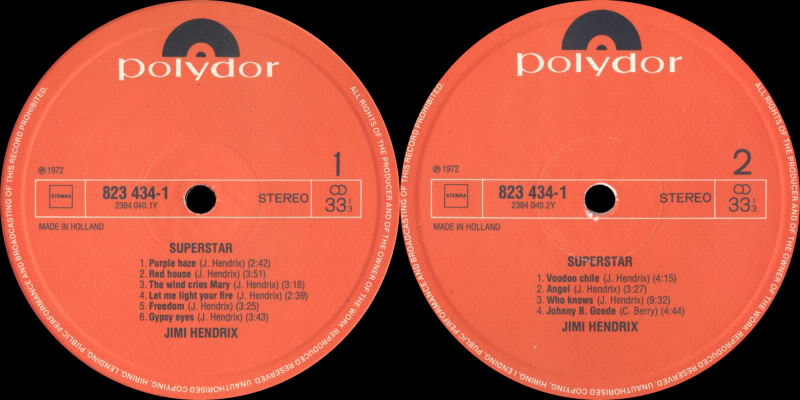 polydor
ALL RIGHTS OF THE PRODUCER AND OF THE OWNER OF THE WORK REPRODUCED RESERVED. UNAUTHORISED COPYING, HIRING, LENDING, PUBLIC PERFORMANCE AND BROADCASTING OF THIS RECORD PROHIBITED.
℗ 1972
1
STEMRA
823 434-1
2384 040.1Y
STEREO
33 1/3
MADE IN HOLLAND
SUPERSTAR
1. Purple haze (J. Hendrix) (2:42)
2. Red house (J. Hendrix) (3:51)
3. The wind cries Mary (J. Hendrix) (3:18)
4. Let me light your fire (J. Hendrix) (2:39)
5. Freedom (J. Hendrix) (3:25)
6. Gypsy eyes (J. Hendrix) (3:43)
JIMI HENDRIX
polydor
ALL RIGHTS OF THE PRODUCER AND OF THE OWNER OF THE WORK REPRODUCED RESERVED. UNAUTHORISED COPYING, HIRING, LENDING, PUBLIC PERFORMANCE AND BROADCASTING OF THIS RECORD PROHIBITED.
℗ 1972
2
STEMRA
823 434-1
2384 040.2Y
STEREO
33 1/3
MADE IN HOLLAND
SUPERSTAR
1. Voodoo chile (J. Hendrix) (4:15)
2. Angel (J. Hendrix) (3:27)
3. Who knows (J. Hendrix) (9:32)
4. Johnny B. Goode (C. Berry) (4:44)
JIMI HENDRIX